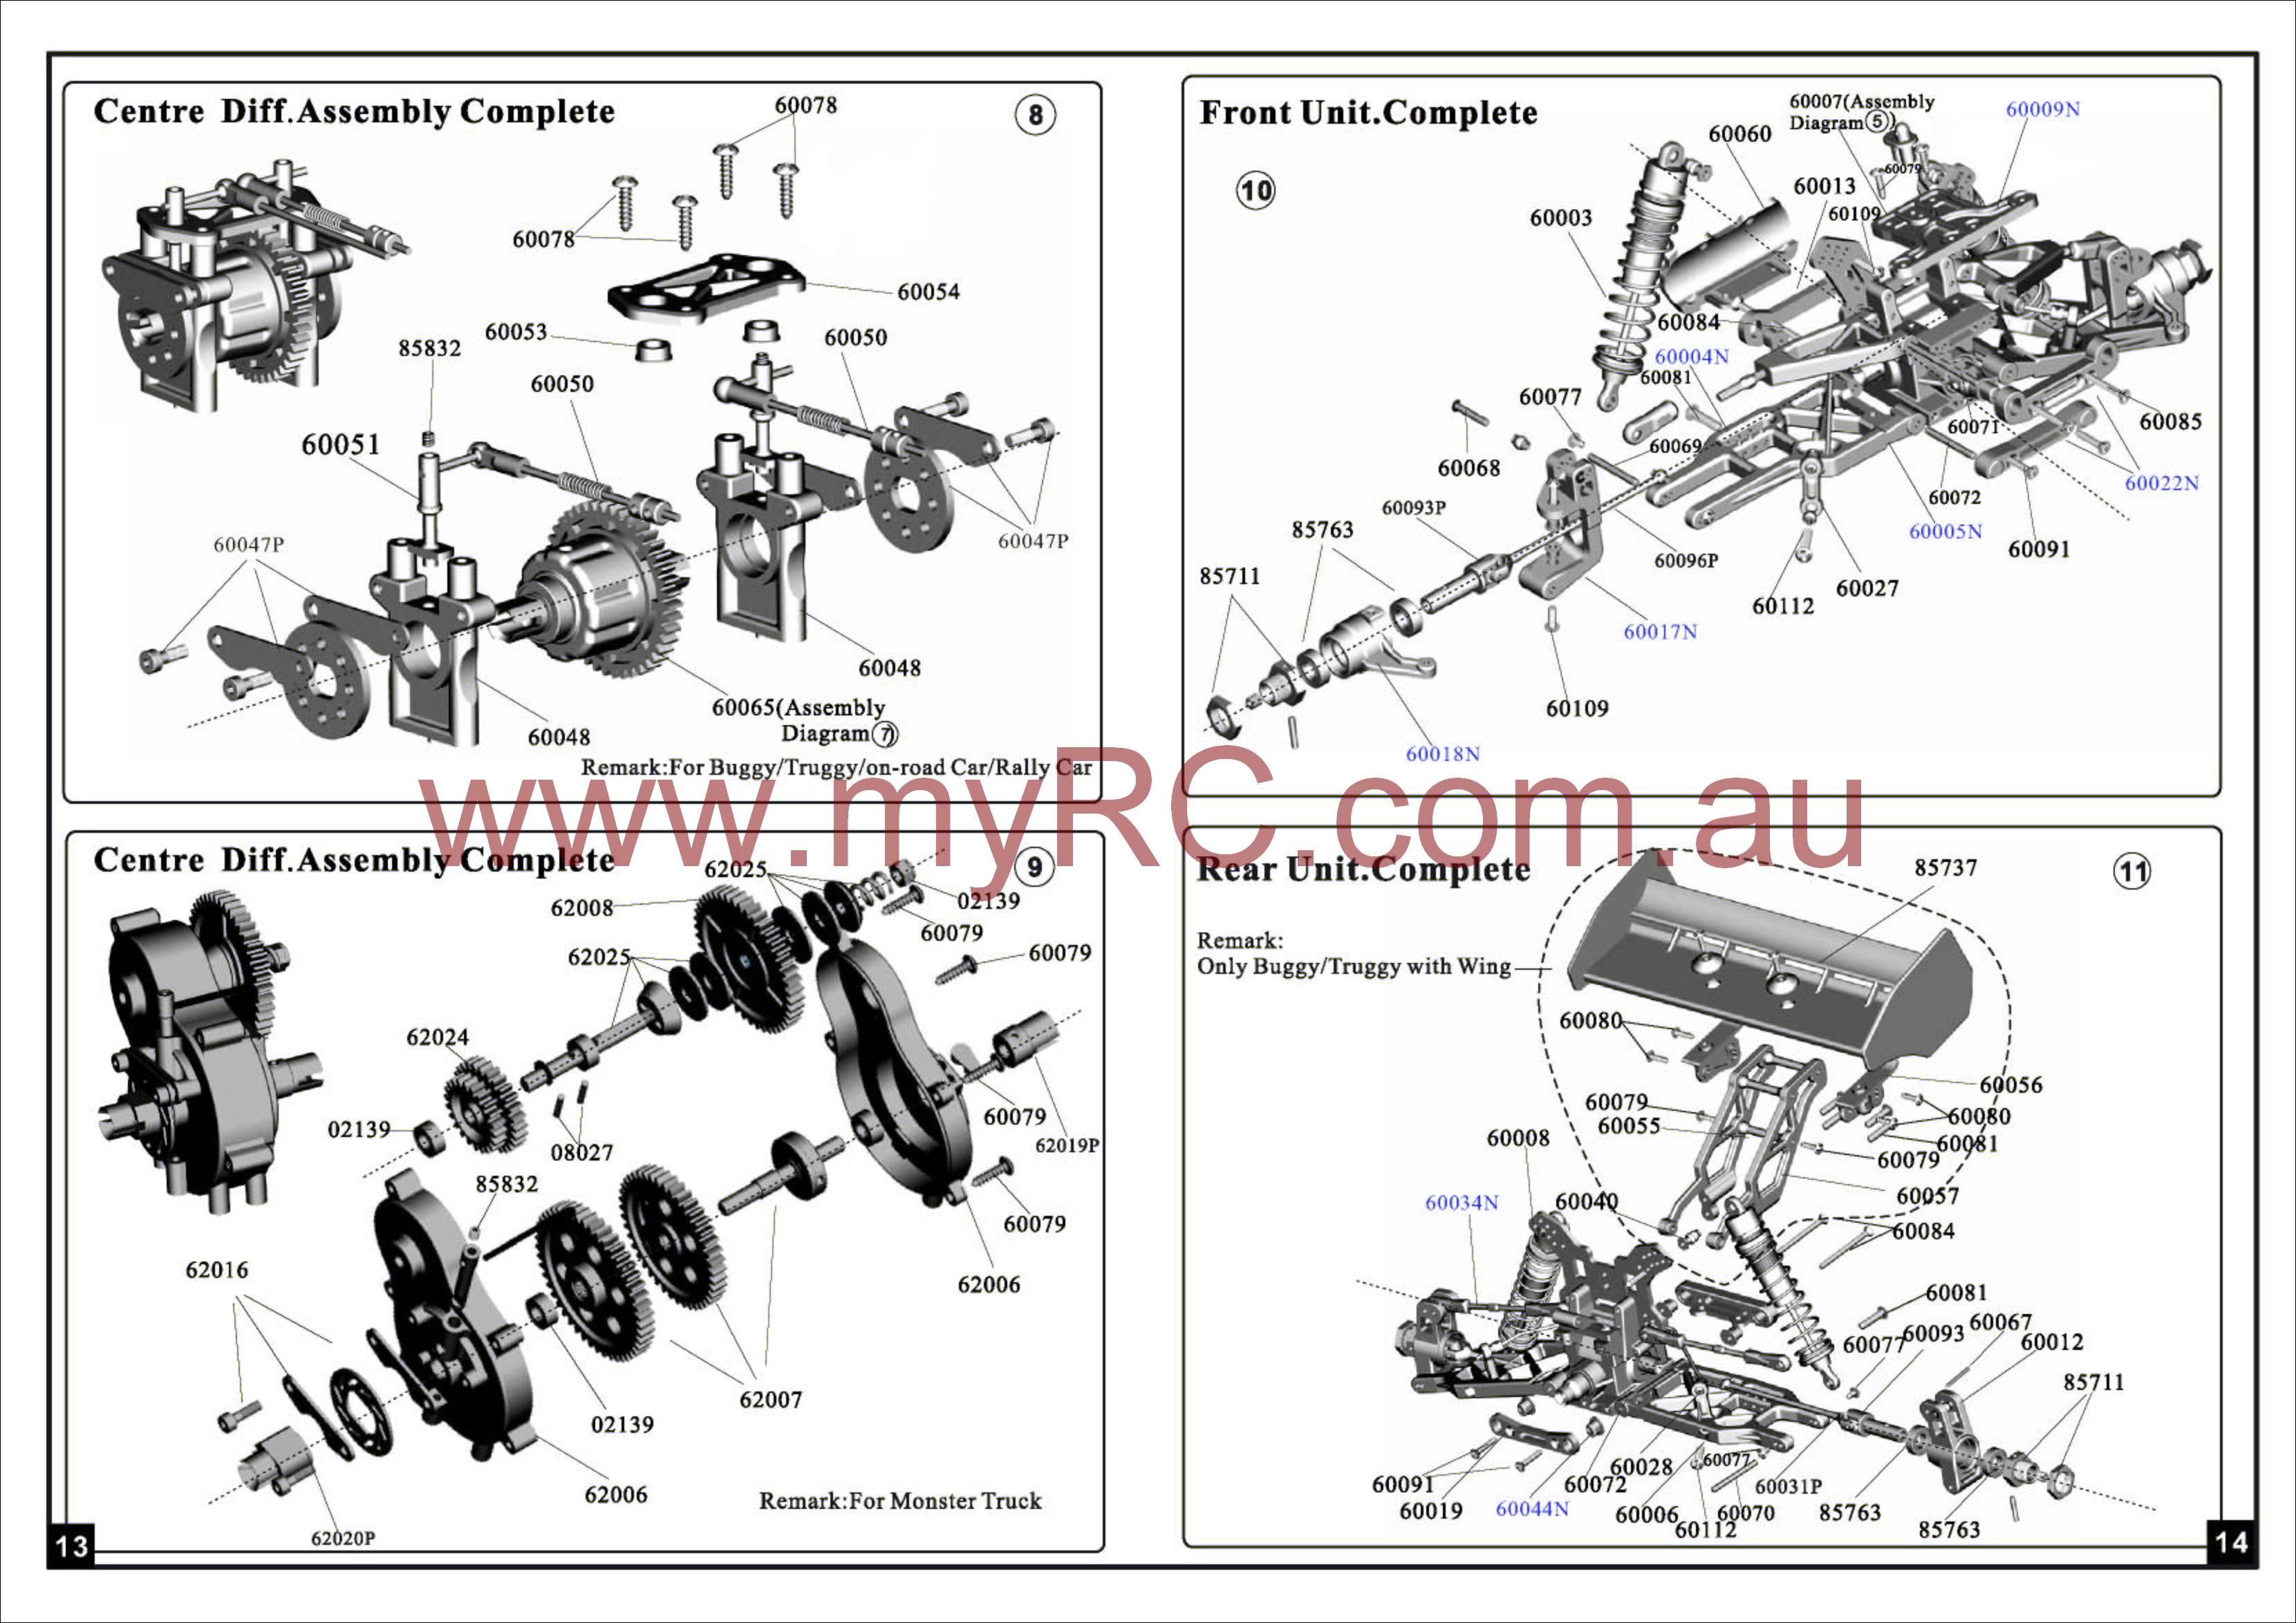 Centre Diff.Assembly Complete
8
60078
60078
60054
60053
60050
85832
60050
60051
60047P
60047P
60048
60065(Assembly
Diagram 7)
60048
Remark:For Buggy/Truggy/on-road Car/Rally Car
Centre Diff.Assembly Complete
9
62025
62008
02139
60079
62025
60079
62024
02139
08027
60079
62019P
85832
60079
62016
62006
62007
02139
62006
Remark:For Monster Truck
62020P
13
Front Unit.Complete
10
60007(Assembly
Diagram 5)
60009N
60060
60079
60013
60003
60109
60084
60004N
60081
60077
60085
60071
60069
60068
60022N
60072
60093P
60005N
85763
60091
60096P
85711
60027
60112
60017N
60109
60018N
www.myRC.com.au
Rear Unit.Complete
11
85737
Remark:
Only Buggy/Truggy with Wing
60080
60056
60079
60080
60055
60008
60081
60079
60034N
60040
60057
60084
60081
60067
60093
60077
60012
85711
60077
60028
60091
60072
60031P
60019
60044N
60006
60070
85763
60112
85763
14